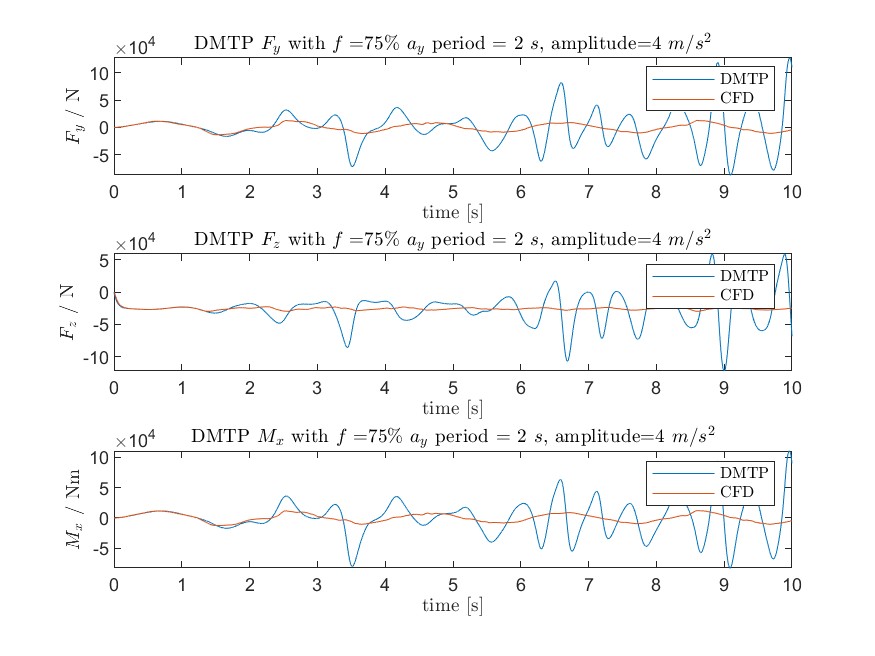 DMTP F_y with f =75% a_y period = 2 s, amplitude=4 m/s²
×10⁴
10
5
0
-5
F_y / N
DMTP
CFD
0 1 2 3 4 5 6 7 8 9 10
time [s]
DMTP F_z with f =75% a_y period = 2 s, amplitude=4 m/s²
×10⁴
5
0
-5
-10
F_z / N
DMTP
CFD
0 1 2 3 4 5 6 7 8 9 10
time [s]
DMTP M_x with f =75% a_y period = 2 s, amplitude=4 m/s²
×10⁴
10
5
0
-5
M_x / Nm
DMTP
CFD
0 1 2 3 4 5 6 7 8 9 10
time [s]